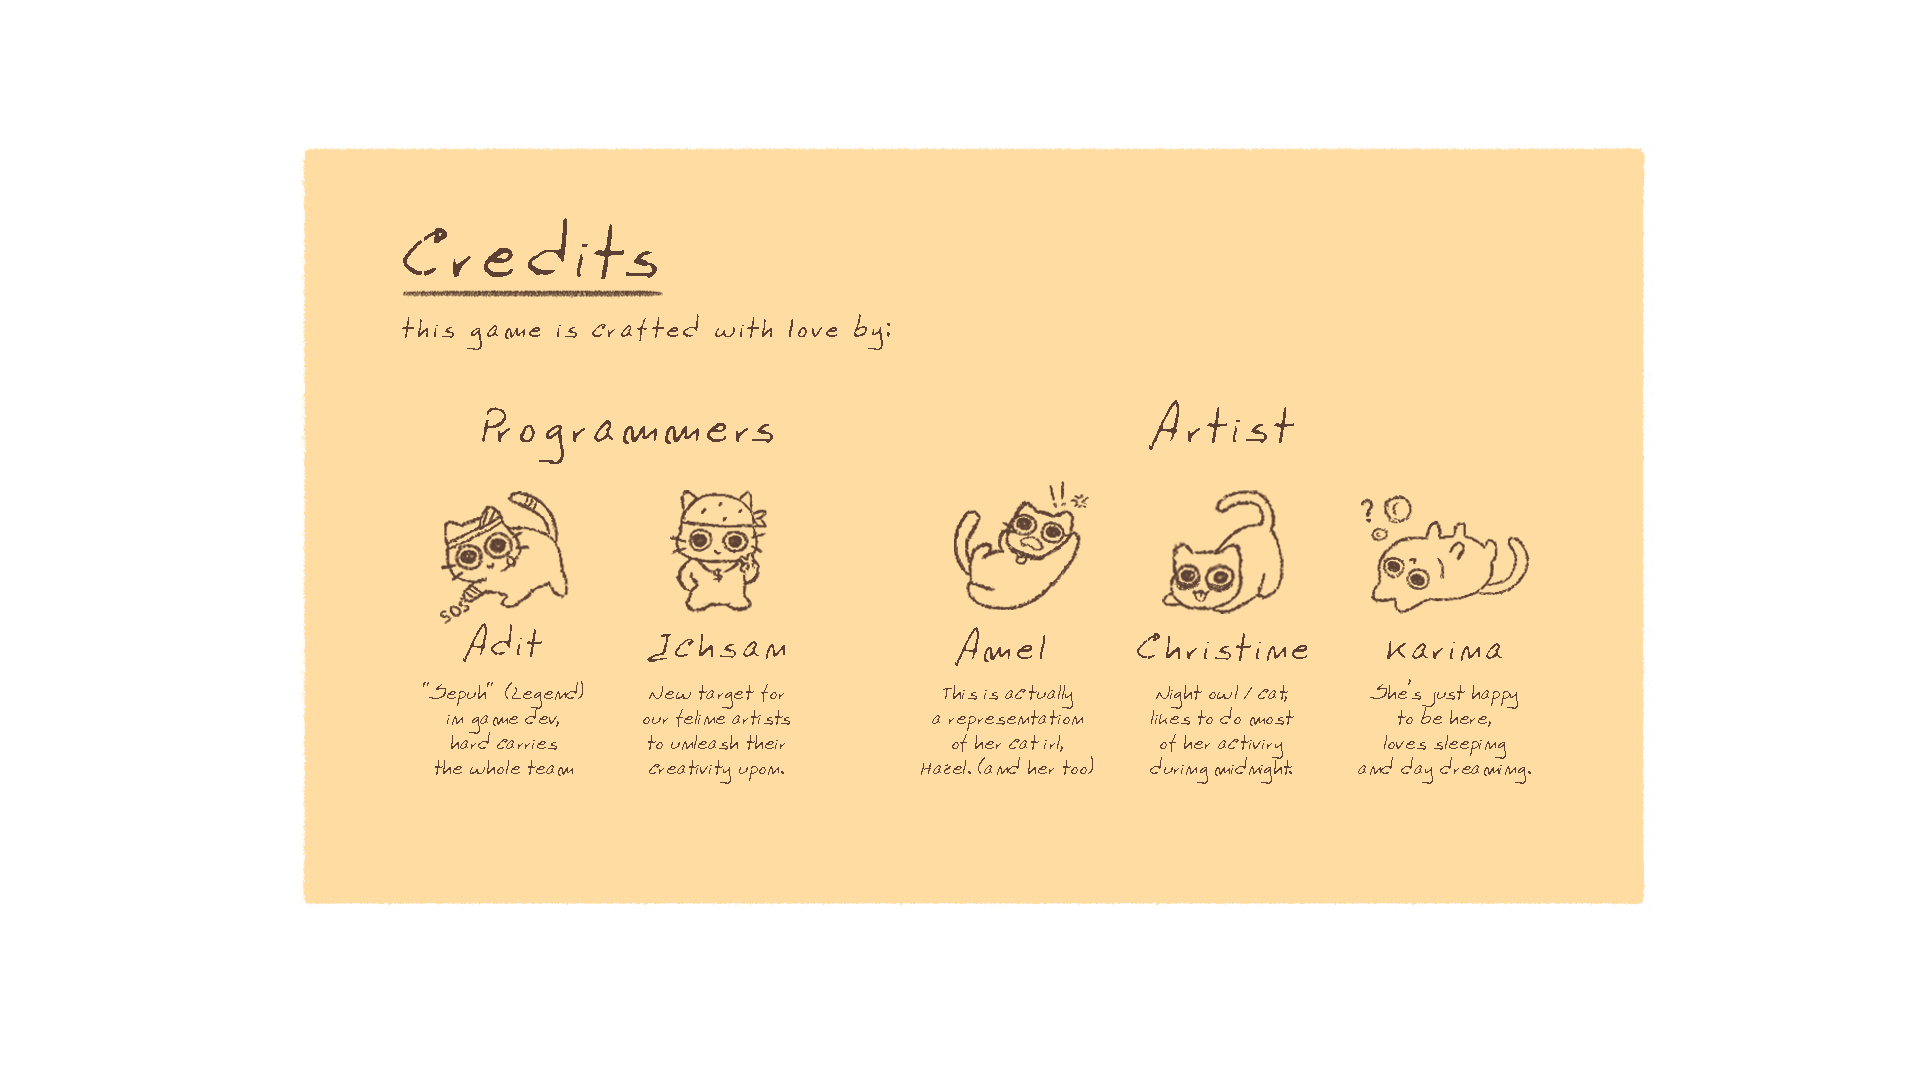 Credits
this game is crafted with love by:
Programmers
SOS
Adit
"Sepuh" (Legend)
in game dev,
hard carries
the whole team
Ichsan
New target for
our feline artists
to unleash their
creativity upon.
Artist
!!
Amel
This is actually
a representation
of her cat irl,
Hazel. (and her too)
Christine
Night owl / cat,
likes to do most
of her activiry
during midnight.
?
Karina
She's just happy
to be here,
loves sleeping
and day dreaming.